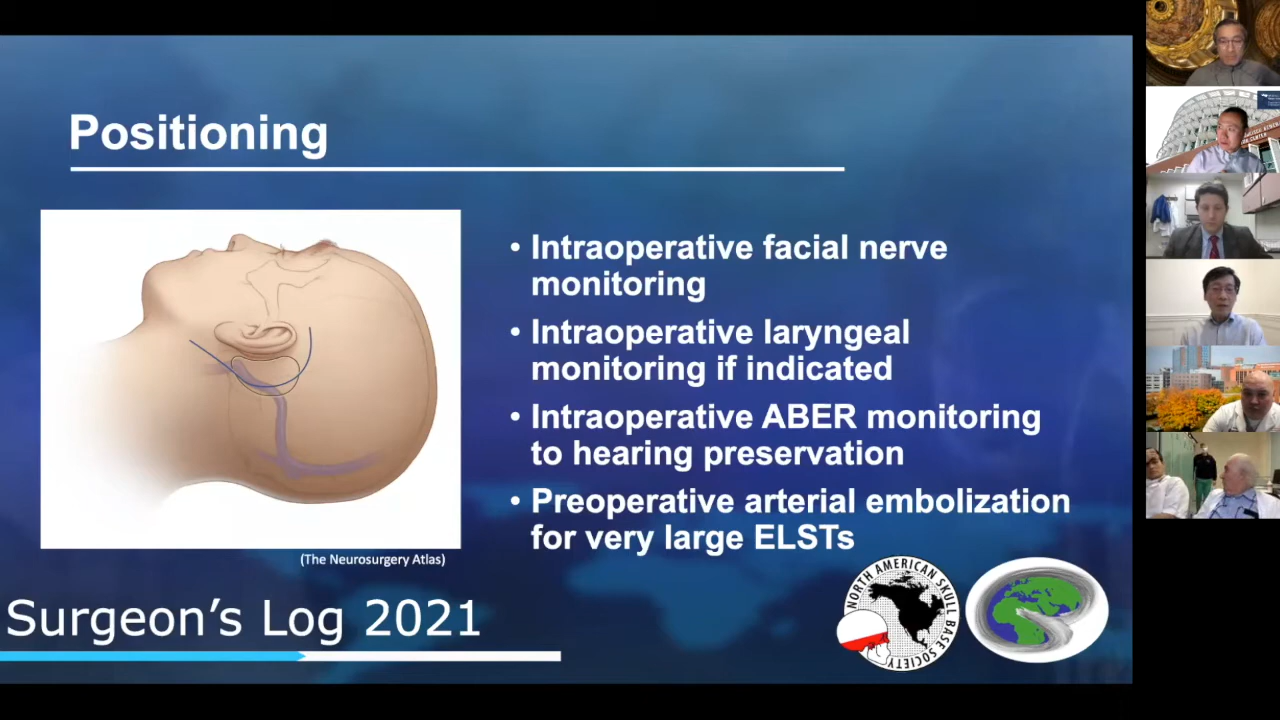 Positioning
• Intraoperative facial nerve
monitoring
• Intraoperative laryngeal
monitoring if indicated
• Intraoperative ABER monitoring
to hearing preservation
• Preoperative arterial embolization
for very large ELSTs
(The Neurosurgery Atlas)
Surgeon’s Log 2021
NORTH AMERICAN SKULL BASE SOCIETY